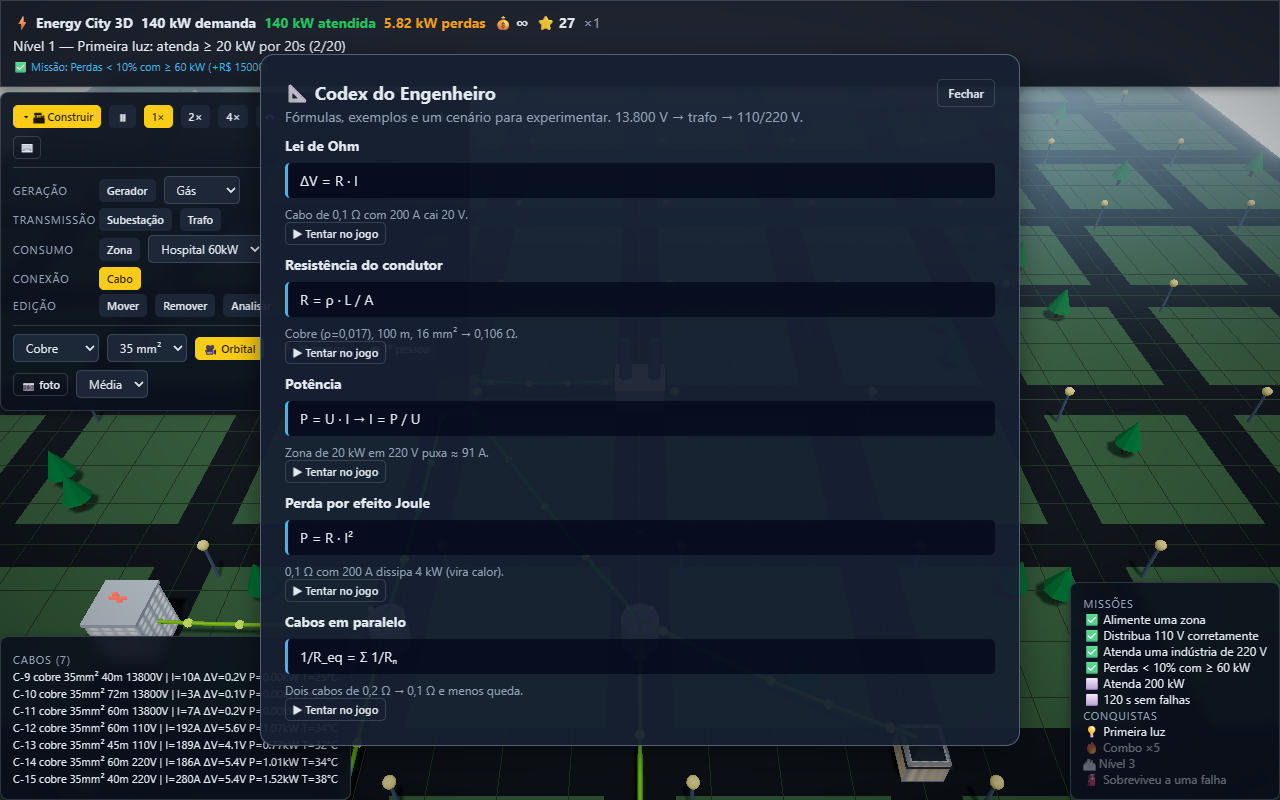 Energy City 3D 140 kW demanda 140 kW atendida 5.82 kW perdas ∞ 27 ×1
Nível 1 — Primeira luz: atenda ≥ 20 kW por 20s (2/20)
Missão: Perdas < 10% com ≥ 60 kW (+R$ 15000
Construir 1× 2× 4×
GERAÇÃO Gerador Gás
TRANSMISSÃO Subestação Trafo
CONSUMO Zona Hospital 60kW
CONEXÃO Cabo
EDIÇÃO Mover Remover Analis
Cobre 35 mm² Orbital
foto Média
Codex do Engenheiro
Fechar
Fórmulas, exemplos e um cenário para experimentar. 13.800 V → trafo → 110/220 V.
Lei de Ohm
ΔV = R · I
Cabo de 0,1 Ω com 200 A cai 20 V.
▶ Tentar no jogo
Resistência do condutor
R = ρ · L / A
Cobre (ρ=0,017), 100 m, 16 mm² → 0,106 Ω.
▶ Tentar no jogo
Potência
P = U · I → I = P / U
Zona de 20 kW em 220 V puxa ≈ 91 A.
▶ Tentar no jogo
Perda por efeito Joule
P = R · I²
0,1 Ω com 200 A dissipa 4 kW (vira calor).
▶ Tentar no jogo
Cabos em paralelo
1/R_eq = Σ 1/Rₙ
Dois cabos de 0,2 Ω → 0,1 Ω e menos queda.
▶ Tentar no jogo
CABOS (7)
C-9 cobre 35mm² 40m 13800V | I=10A ΔV=0.2V P=0.00kW T=25°C
C-10 cobre 35mm² 72m 13800V | I=3A ΔV=0.1V P=
C-11 cobre 35mm² 60m 13800V | I=7A ΔV=0.2V P=
C-12 cobre 35mm² 60m 110V | I=192A ΔV=5.6V P=1.07kW T=34°C
C-13 cobre 35mm² 45m 110V | I=189A ΔV=4.1V P=0.77kW T=32°C
C-14 cobre 35mm² 60m 220V | I=186A ΔV=5.4V P=1.01kW T=34°C
C-15 cobre 35mm² 40m 220V | I=280A ΔV=5.4V P=1.52kW T=38°C
MISSÕES
Alimente uma zona
Distribua 110 V corretamente
Atenda uma indústria de 220 V
Perdas < 10% com ≥ 60 kW
Atenda 200 kW
120 s sem falhas
CONQUISTAS
Primeira luz
Combo ×5
Nível 3
Sobreviveu a uma falha